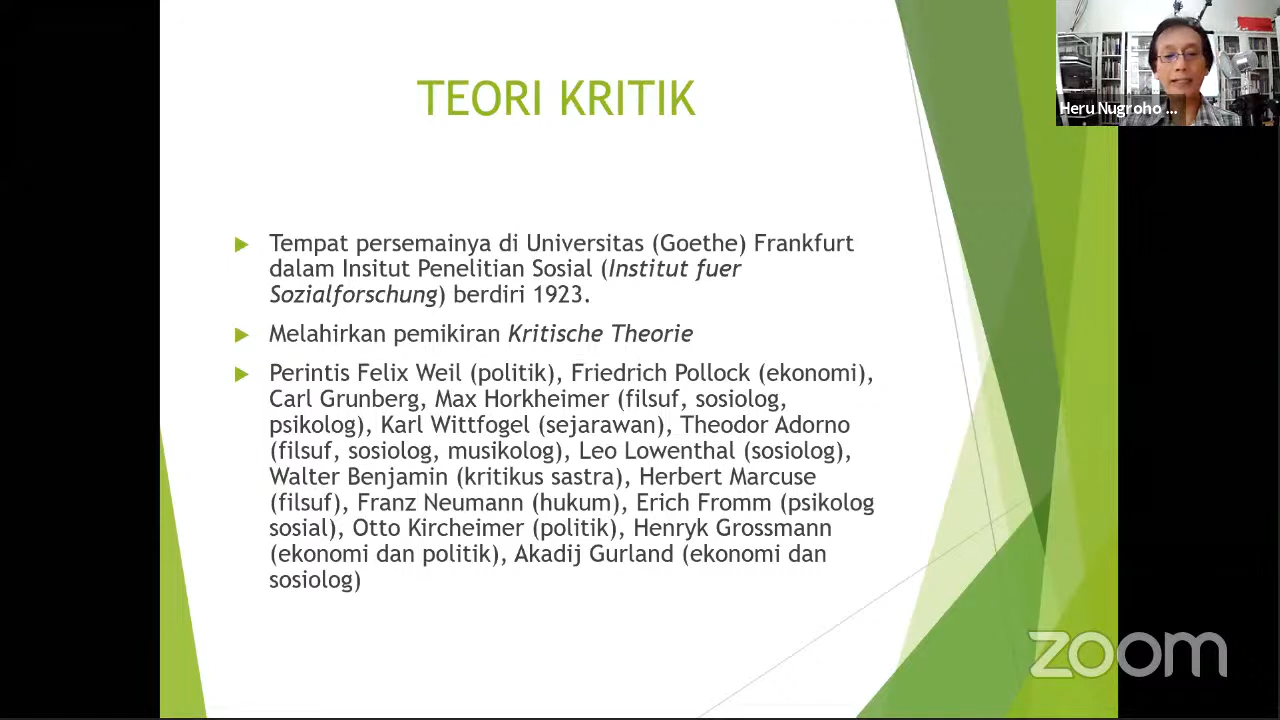 TEORI KRITIK
Heru Nugroho ...
Tempat persemainya di Universitas (Goethe) Frankfurt
dalam Insitut Penelitian Sosial (Institut fuer
Sozialforschung) berdiri 1923.
Melahirkan pemikiran Kritische Theorie
Perintis Felix Weil (politik), Friedrich Pollock (ekonomi),
Carl Grunberg, Max Horkheimer (filsuf, sosiolog,
psikolog), Karl Wittfogel (sejarawan), Theodor Adorno
(filsuf, sosiolog, musikolog), Leo Lowenthal (sosiolog),
Walter Benjamin (kritikus sastra), Herbert Marcuse
(filsuf), Franz Neumann (hukum), Erich Fromm (psikolog
sosial), Otto Kircheimer (politik), Henryk Grossmann
(ekonomi dan politik), Akadij Gurland (ekonomi dan
sosiolog)
zoom